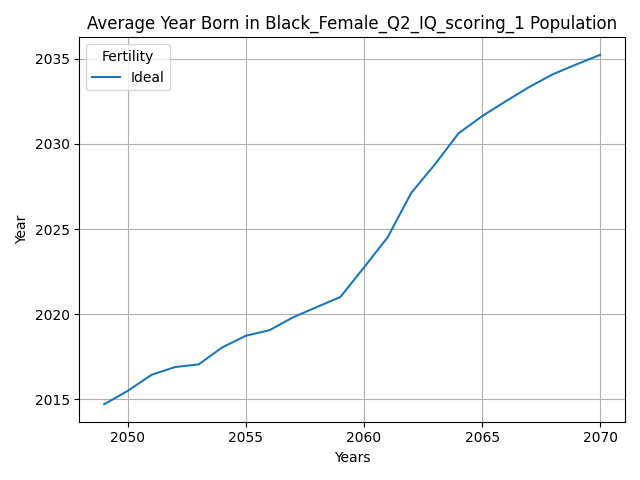 Average Year Born in Black_Female_Q2_IQ_scoring_1 Population
Fertility
Ideal
2035
2030
2025
2020
2015
Year
2050 2055 2060 2065 2070
Years